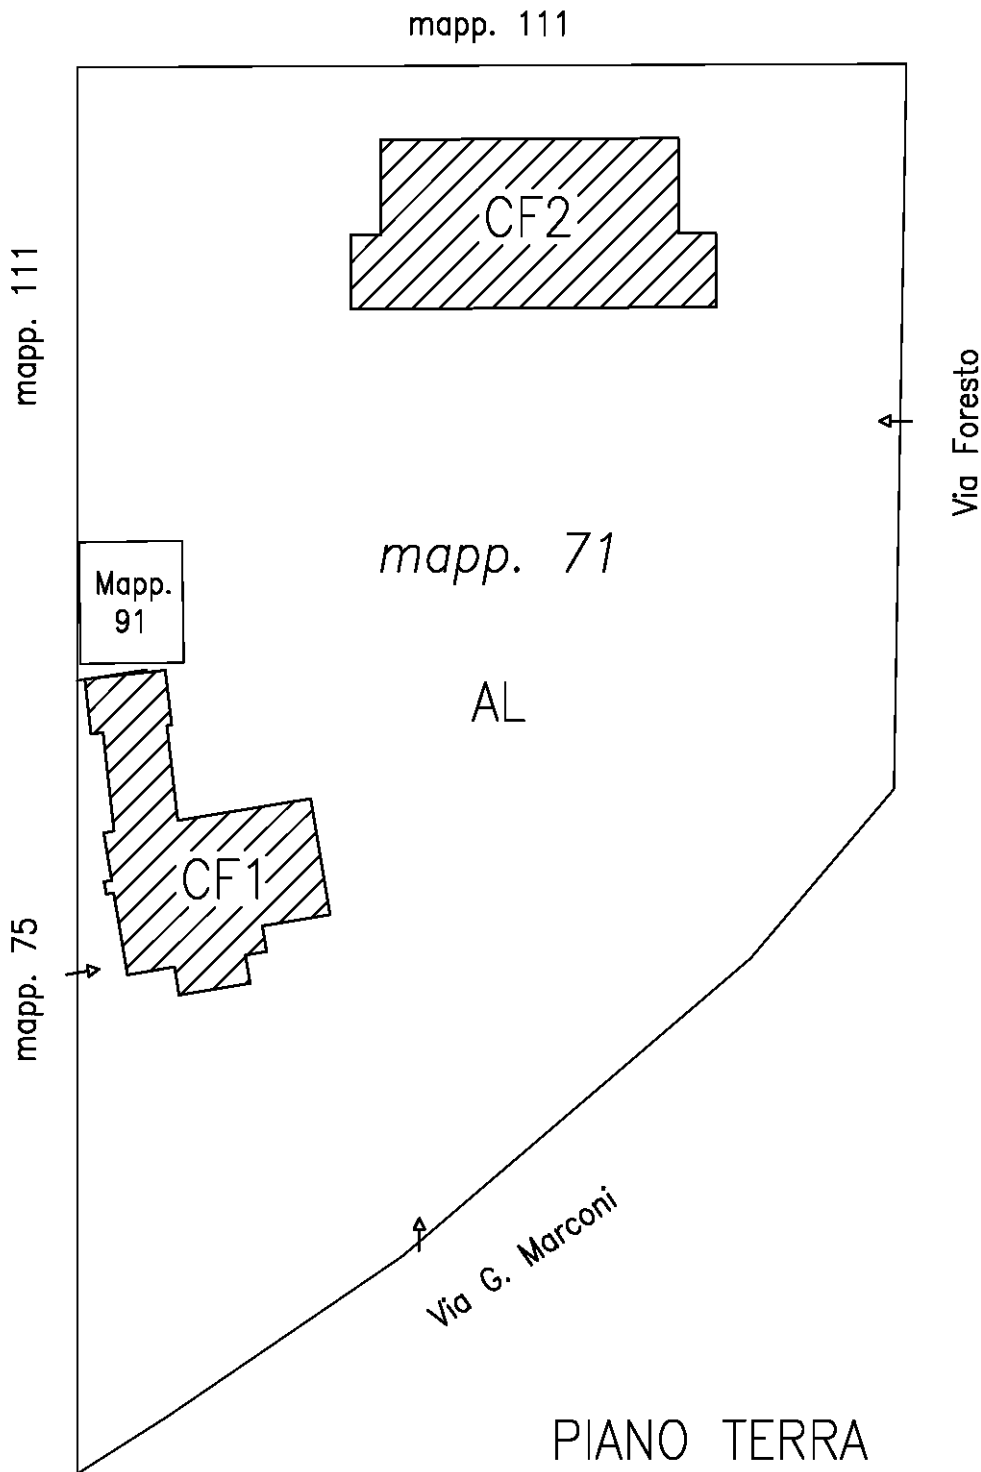 mapp. 111
CF2
mapp. 111
Via Foresto
mapp. 71
Mapp.
91
AL
CF1
mapp. 75
Via G. Marconi
PIANO TERRA